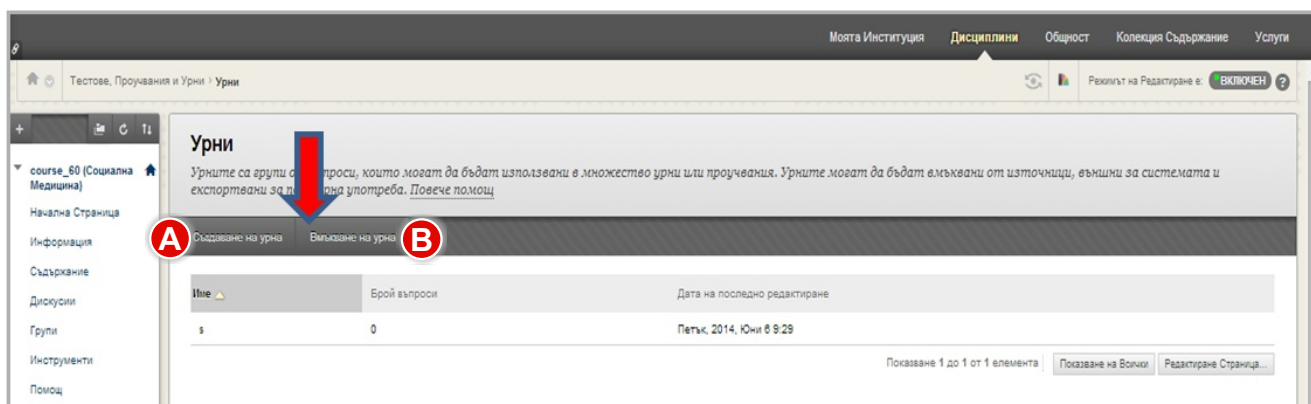 Моята Институция Дисциплини Общност Колекция Съдържание Услуги
Тестове, Проучвания и Урни Урни Режимът на Редактиране е: ВКЛЮЧЕН ?
course_60 (Социална
Медицина)
Начална Страница
Информация
Съдържание
Дискусии
Групи
Инструменти
Помощ
Урни
Урните са групи въпроси, които могат да бъдат използвани в множество урни или проучвания. Урните могат да бъдат вмъквани от източници, външни за системата и
експортвани за употреба. Повече помощ
A Създаване на урна Вмъкване на урна B
Име Брой въпроси Дата на последно редактиране
s 0 Петък, 2014, Юни 6 9:29
Показване 1 до 1 от 1 елемента Показване на Всички Редактиране Страница...